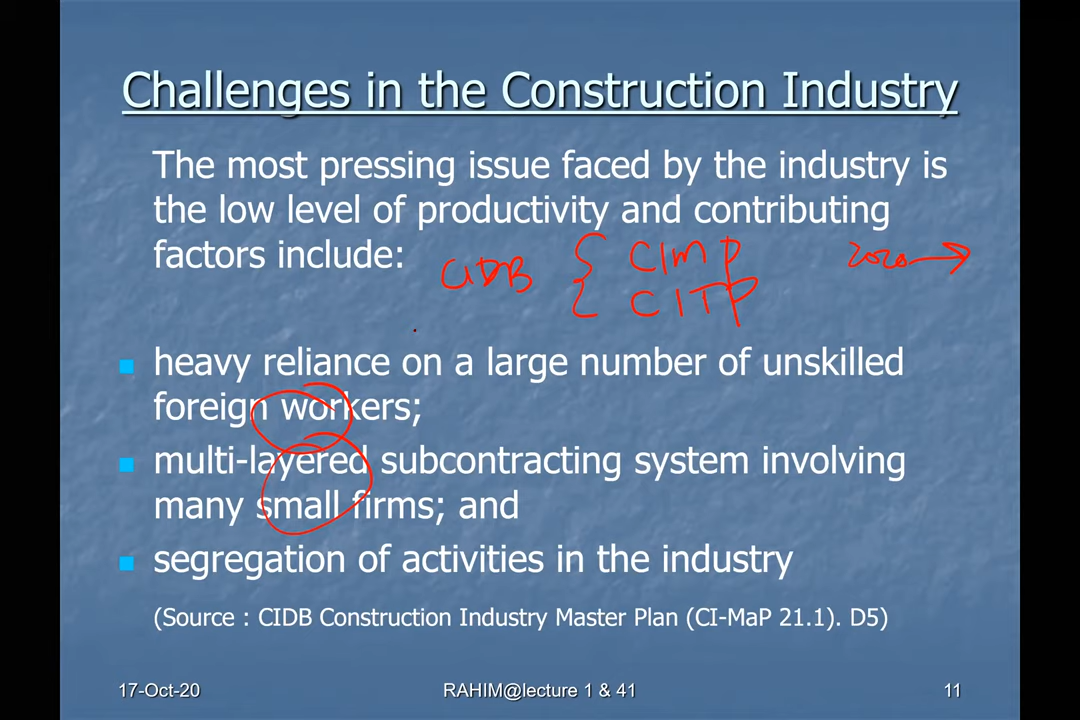 Challenges in the Construction Industry
The most pressing issue faced by the industry is
the low level of productivity and contributing
factors include:
CIDB { CIMP 2020 →
CITP
heavy reliance on a large number of unskilled
foreign workers;
multi-layered subcontracting system involving
many small firms; and
segregation of activities in the industry
(Source : CIDB Construction Industry Master Plan (CI-MaP 21.1). D5)
17-Oct-20 RAHIM@lecture 1 & 41 11